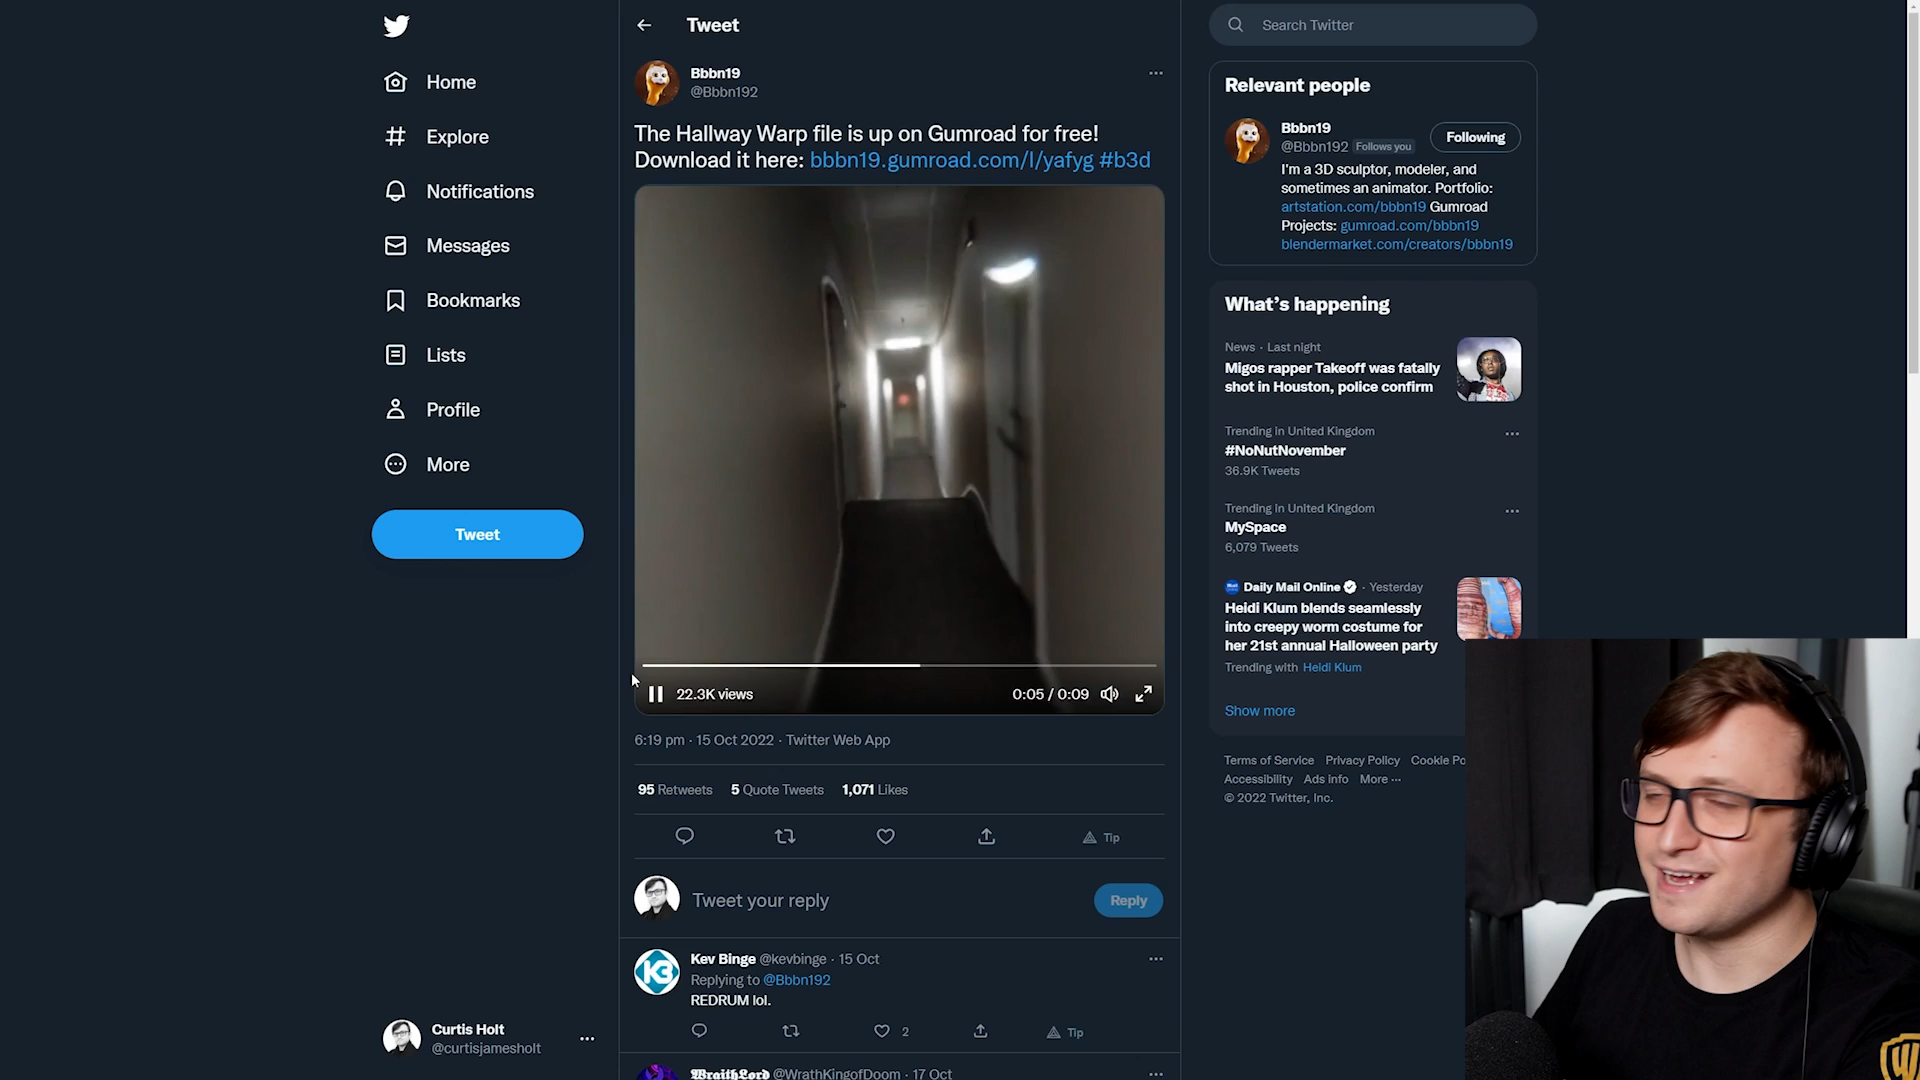 Home
Explore
Notifications
Messages
Bookmarks
Lists
Profile
More
Tweet
Curtis Holt
@curtisjamesholt
Tweet
Bbbn19
@Bbbn192
The Hallway Warp file is up on Gumroad for free!
Download it here: bbbn19.gumroad.com/l/yafyg #b3d
22.3K views
0:05 / 0:09
6:19 pm · 15 Oct 2022 · Twitter Web App
95 Retweets 5 Quote Tweets 1,071 Likes
Tip
Tweet your reply
Reply
Kev Binge @kevbinge · 15 Oct
Replying to @Bbbn192
REDRUM lol.
2
Tip
WraithLord @WrathKingofDoom · 17 Oct
Search Twitter
Relevant people
Bbbn19
@Bbbn192 Follows you
Following
I'm a 3D sculptor, modeler, and
sometimes an animator. Portfolio:
artstation.com/bbbn19 Gumroad
Projects: gumroad.com/bbbn19
blendermarket.com/creators/bbbn19
What's happening
News · Last night
Migos rapper Takeoff was fatally
shot in Houston, police confirm
Trending in United Kingdom
#NoNutNovember
36.9K Tweets
Trending in United Kingdom
MySpace
6,079 Tweets
Daily Mail Online · Yesterday
Heidi Klum blends seamlessly
into creepy worm costume for
her 21st annual Halloween party
Trending with Heidi Klum
Show more
Terms of Service Privacy Policy Cookie Po
Accessibility Ads info More ···
© 2022 Twitter, Inc.